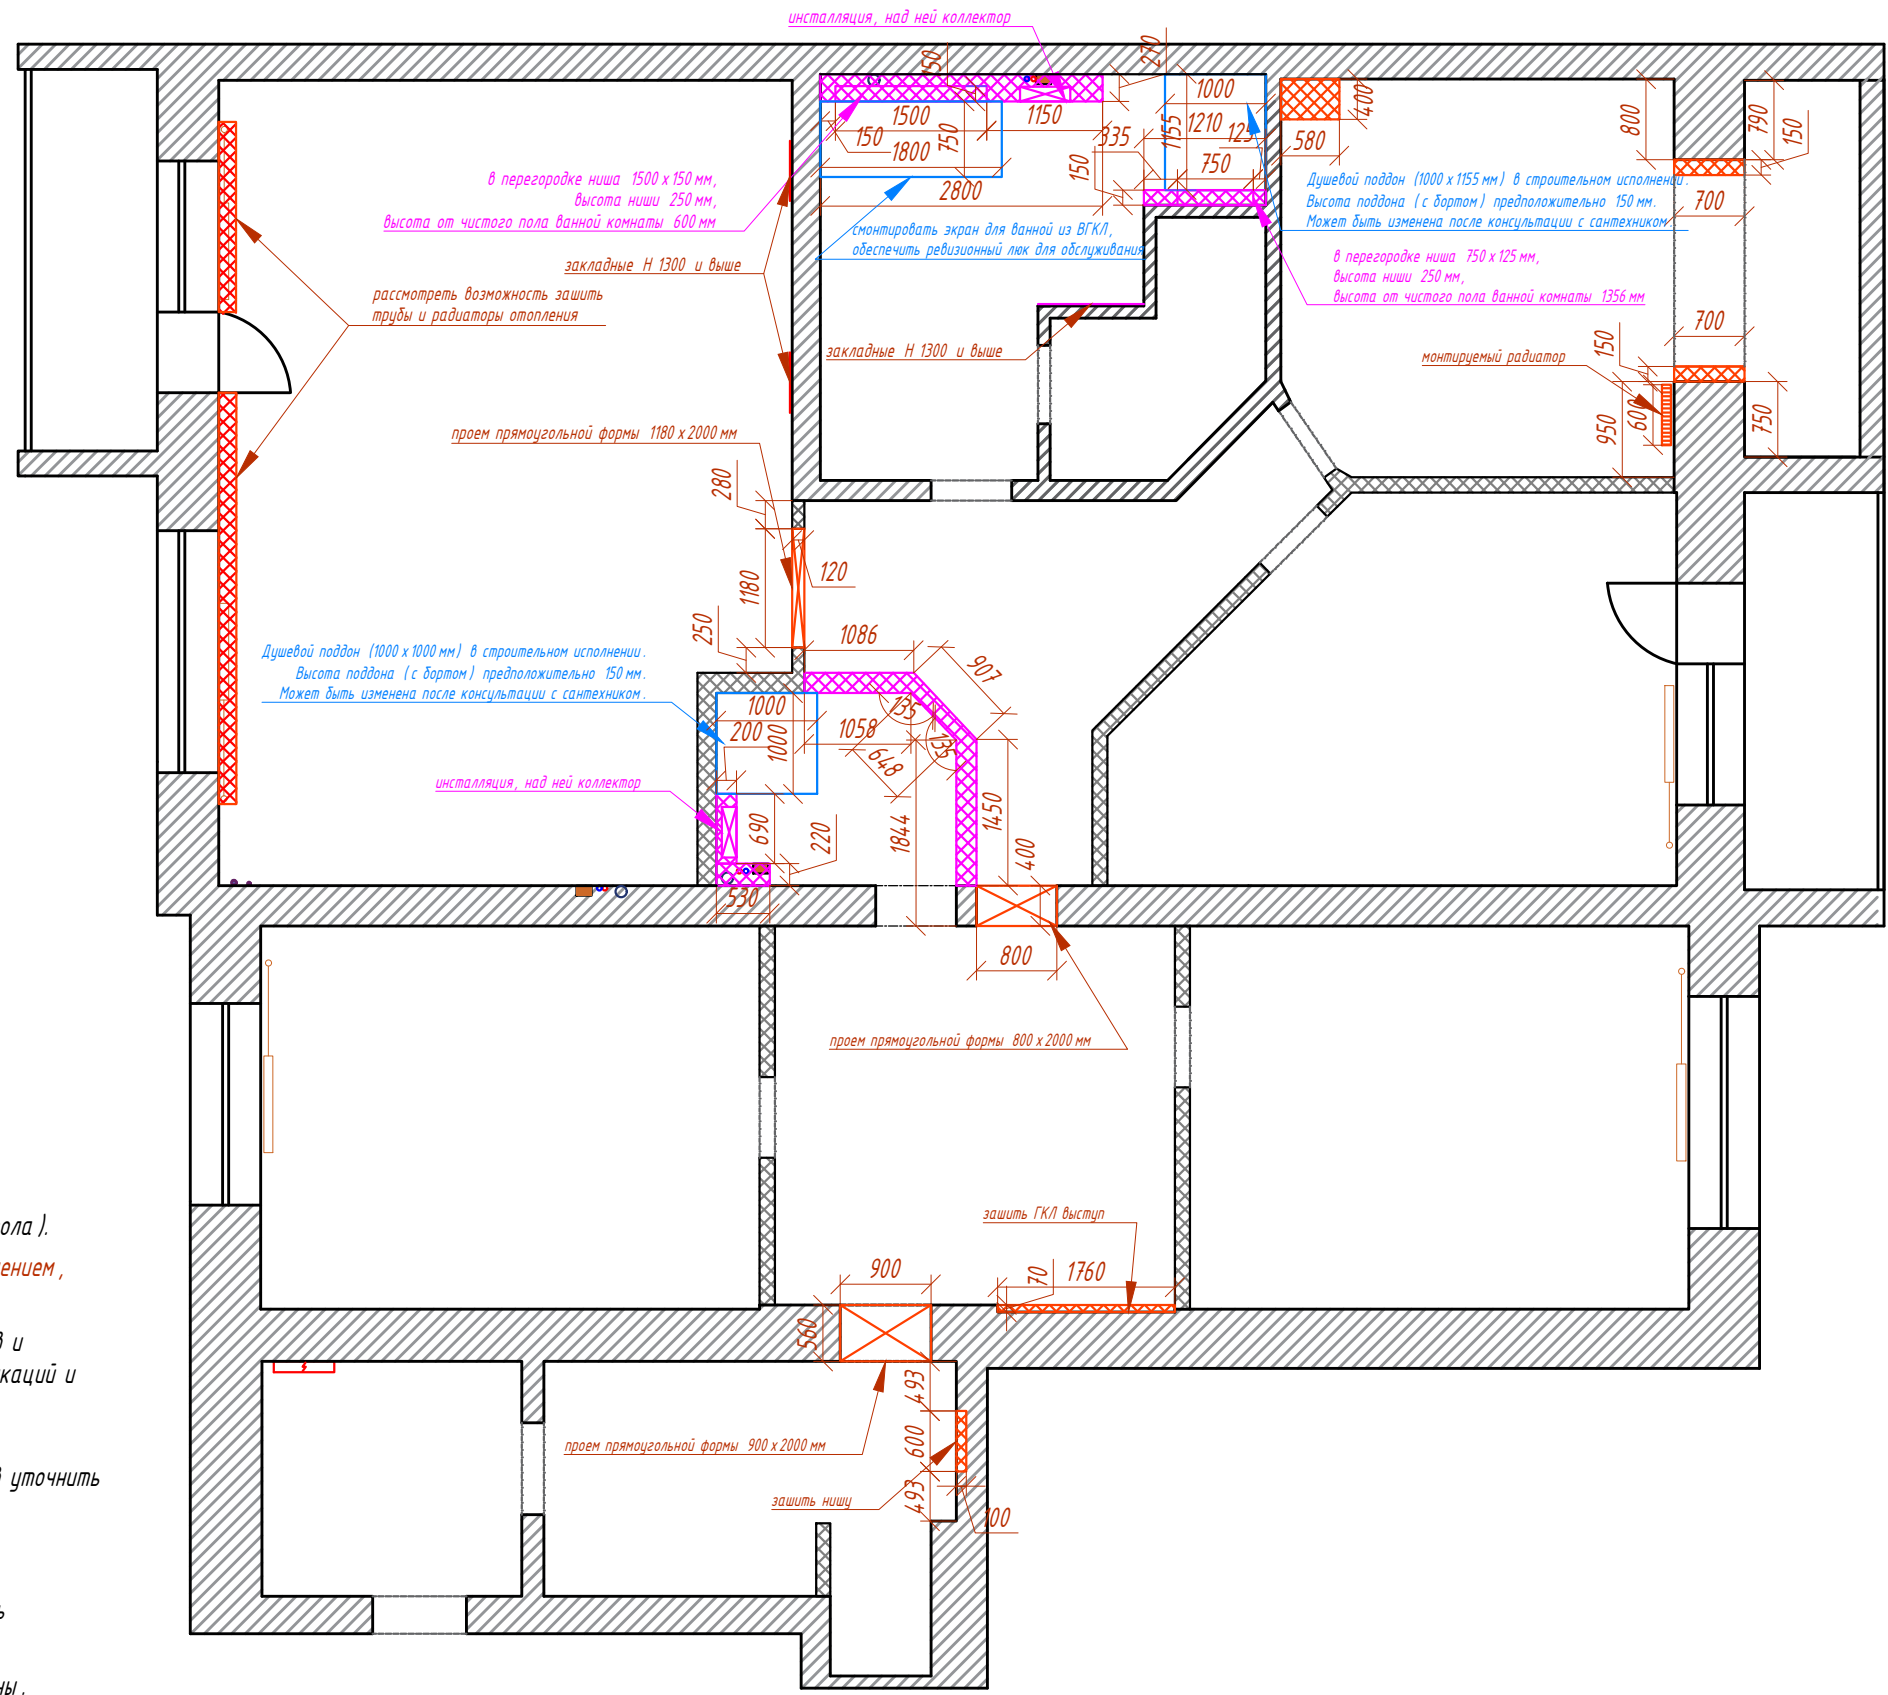 инсталляция, над ней коллектор
150
270
1500
1150
150
750
1800
2800
1000
335
1155
1210
125
750
150
400
580
800
790
150
700
700
в перегородке ниша 1500 х 150 мм,
высота ниши 250 мм,
высота от чистого пола ванной комнаты 600 мм
закладные Н 1300 и выше
рассмотреть возможность зашить
трубы и радиаторы отопления
смонтировать экран для ванной из ВГКЛ,
обеспечить ревизионный люк для обслуживания
Душевой поддон (1000 х 1155 мм) в строительном исполнении.
Высота поддона (с бортом) предположительно 150 мм.
Может быть изменена после консультации с сантехником.
в перегородке ниша 750 х 125 мм,
высота ниши 250 мм,
высота от чистого пола ванной комнаты 1356 мм
закладные Н 1300 и выше
монтируемый радиатор
150
600
950
750
проем прямоугольной формы 1180 х 2000 мм
280
1180
120
250
1086
907
Душевой поддон (1000 х 1000 мм) в строительном исполнении.
Высота поддона (с бортом) предположительно 150 мм.
Может быть изменена после консультации с сантехником.
1000
200
1000
1058
135
135
648
1450
1844
400
инсталляция, над ней коллектор
690
220
530
800
проем прямоугольной формы 800 х 2000 мм
зашить ГКЛ выступ
900
70
1760
560
493
600
493
100
проем прямоугольной формы 900 х 2000 мм
зашить нишу
ола).
ением,
в и
каций и
в уточнить
ь
ны.